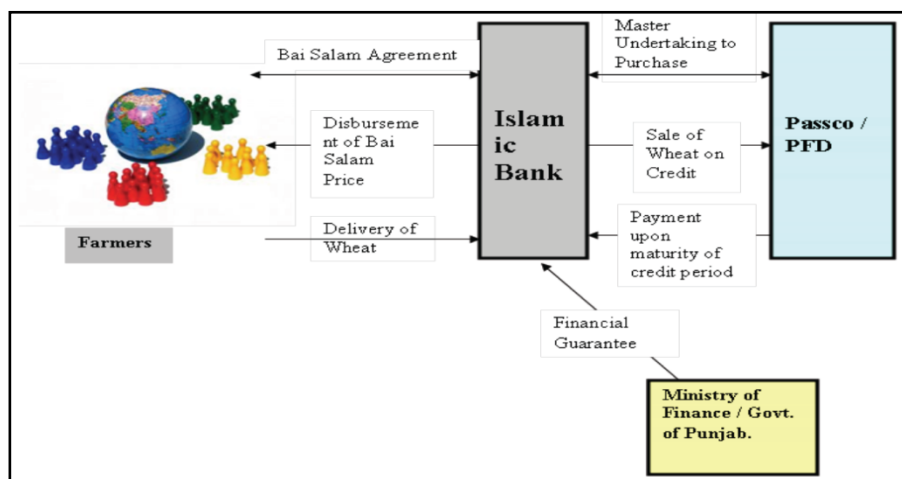 Bai Salam Agreement
Master
Undertaking to
Purchase
Disburseme
nt of Bai
Salam
Price
Islam
ic
Bank
Sale of
Wheat on
Credit
Passco /
PFD
Farmers
Delivery of
Wheat
Payment
upon
maturity of
credit period
Financial
Guarantee
Ministry of
Finance / Govt.
of Punjab.